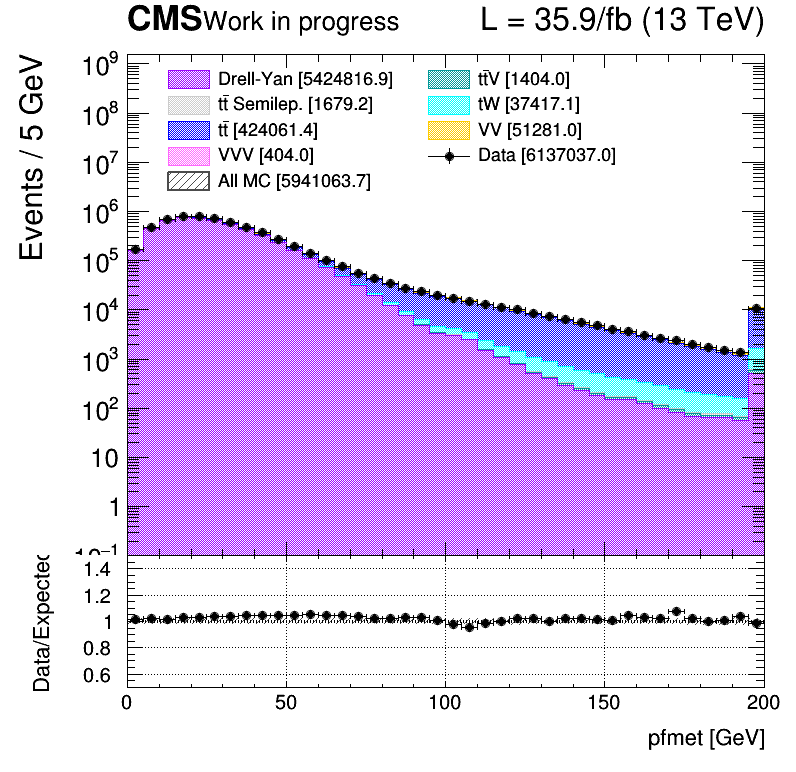 CMS Work in progress L = 35.9/fb (13 TeV)
Events / 5 GeV
10⁹
10⁸
10⁷
10⁶
10⁵
10⁴
10³
10²
10
1
10⁻¹
Drell-Yan [5424816.9]
tt̄ Semilep. [1679.2]
tt̄ [424061.4]
VVV [404.0]
All MC [5941063.7]
tt̄V [1404.0]
tW [37417.1]
VV [51281.0]
Data [6137037.0]
Data/Expected
1.4
1.2
1
0.8
0.6
0 50 100 150 200
pfmet [GeV]